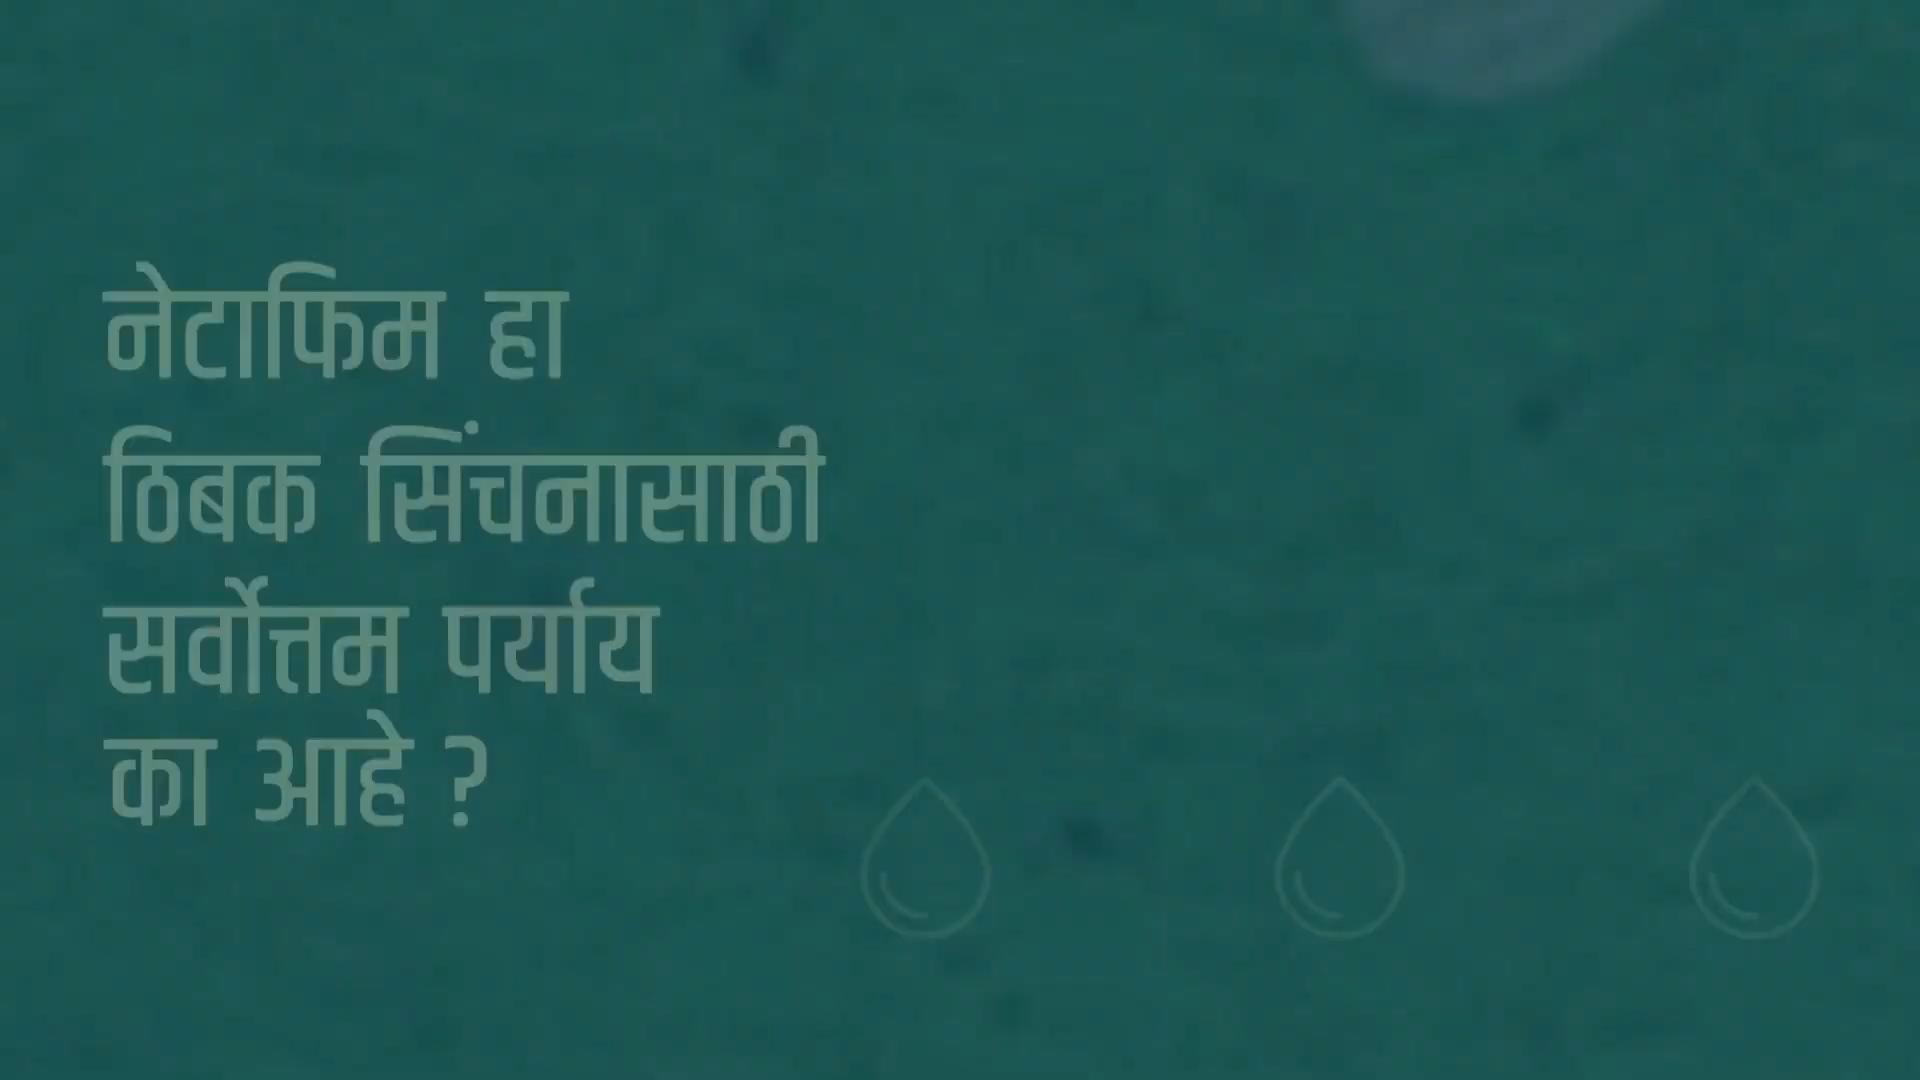 नेटाफिम हा
ठिबक सिंचनासाठी
सर्वोत्तम पर्याय
का आहे ?